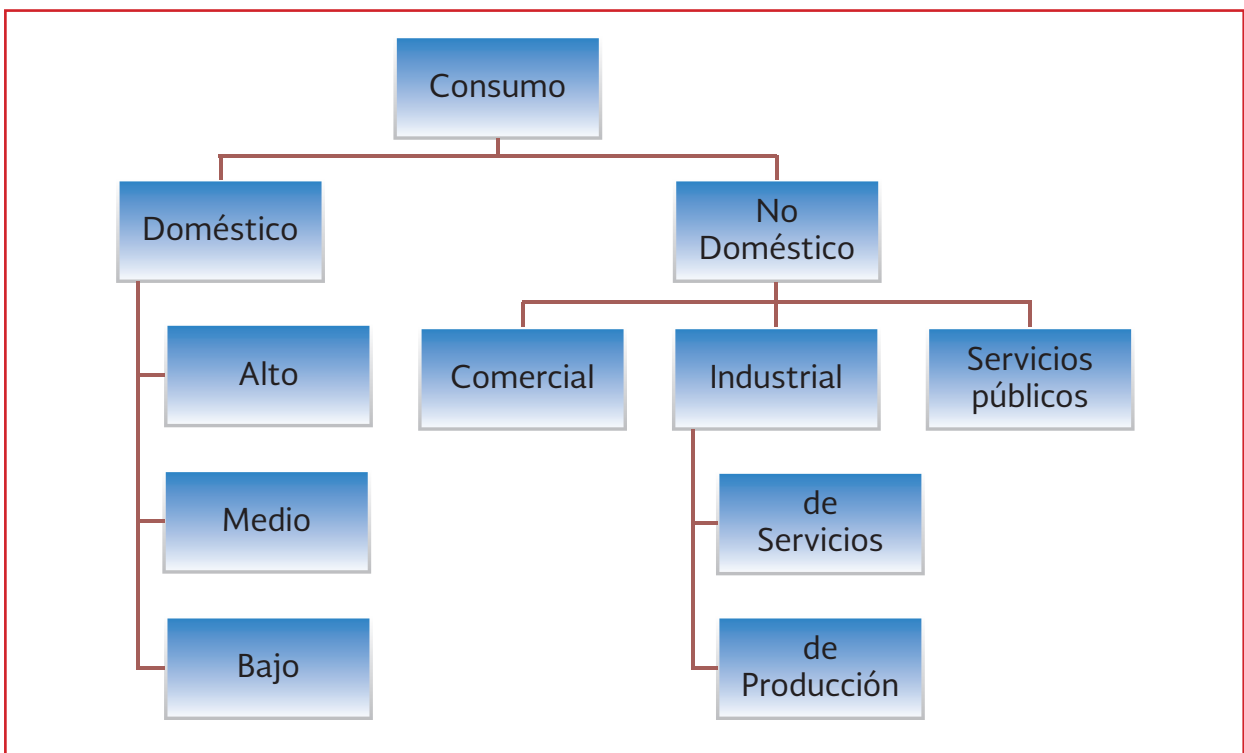 Consumo
Doméstico
No
Doméstico
Alto
Medio
Bajo
Comercial
Industrial
Servicios
públicos
de
Servicios
de
Producción